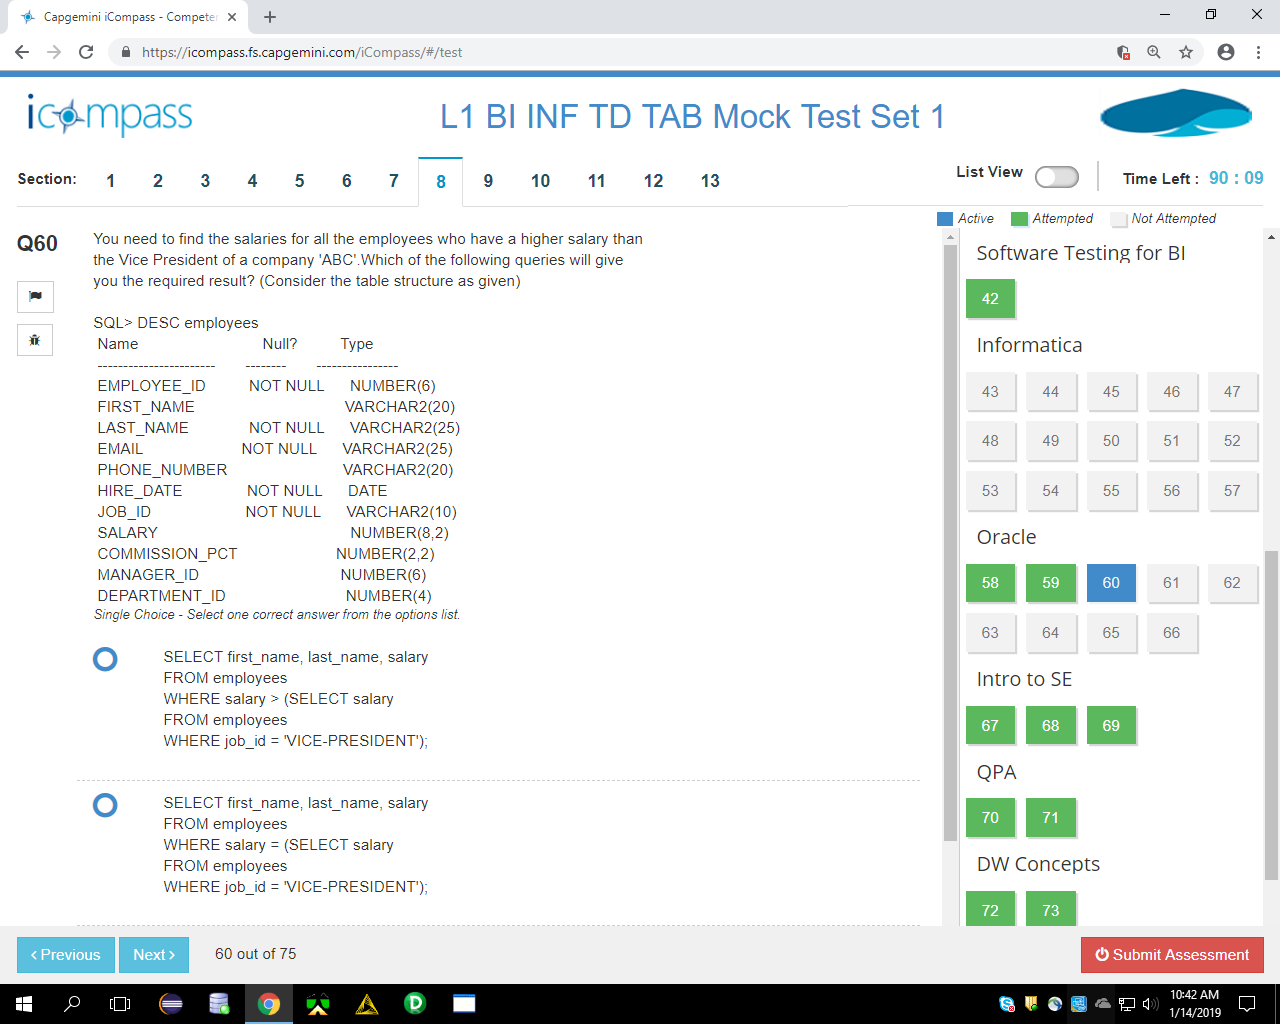 Capgemini iCompass - Competer
https://icompass.fs.capgemini.com/iCompass/#/test
icompass
L1 BI INF TD TAB Mock Test Set 1
Section: 1 2 3 4 5 6 7 8 9 10 11 12 13
List View
Time Left : 90 : 09
Active Attempted Not Attempted
Q60
You need to find the salaries for all the employees who have a higher salary than
the Vice President of a company 'ABC'.Which of the following queries will give
you the required result? (Consider the table structure as given)
SQL> DESC employees
Name Null? Type
----------------------- -------- ----------------
EMPLOYEE_ID NOT NULL NUMBER(6)
FIRST_NAME VARCHAR2(20)
LAST_NAME NOT NULL VARCHAR2(25)
EMAIL NOT NULL VARCHAR2(25)
PHONE_NUMBER VARCHAR2(20)
HIRE_DATE NOT NULL DATE
JOB_ID NOT NULL VARCHAR2(10)
SALARY NUMBER(8,2)
COMMISSION_PCT NUMBER(2,2)
MANAGER_ID NUMBER(6)
DEPARTMENT_ID NUMBER(4)
Single Choice - Select one correct answer from the options list.
SELECT first_name, last_name, salary
FROM employees
WHERE salary > (SELECT salary
FROM employees
WHERE job_id = 'VICE-PRESIDENT');
SELECT first_name, last_name, salary
FROM employees
WHERE salary = (SELECT salary
FROM employees
WHERE job_id = 'VICE-PRESIDENT');
Software Testing for BI
42
Informatica
43 44 45 46 47
48 49 50 51 52
53 54 55 56 57
Oracle
58 59 60 61 62
63 64 65 66
Intro to SE
67 68 69
QPA
70 71
DW Concepts
72 73
Previous
Next
60 out of 75
Submit Assessment
10:42 AM
1/14/2019